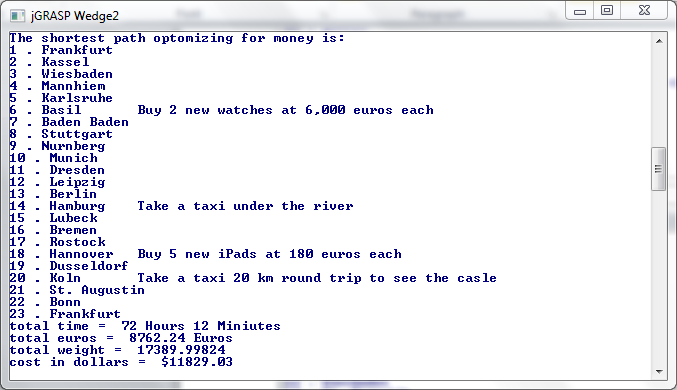 jGRASP Wedge2
The shortest path optomizing for money is:
1 . Frankfurt
2 . Kassel
3 . Wiesbaden
4 . Mannhiem
5 . Karlsruhe
6 . Basil Buy 2 new watches at 6,000 euros each
7 . Baden Baden
8 . Stuttgart
9 . Nurnberg
10 . Munich
11 . Dresden
12 . Leipzig
13 . Berlin
14 . Hamburg Take a taxi under the river
15 . Lubeck
16 . Bremen
17 . Rostock
18 . Hannover Buy 5 new iPads at 180 euros each
19 . Dusseldorf
20 . Koln Take a taxi 20 km round trip to see the casle
21 . St. Augustin
22 . Bonn
23 . Frankfurt
total time = 72 Hours 12 Miniutes
total euros = 8762.24 Euros
total weight = 17389.99824
cost in dollars = $11829.03